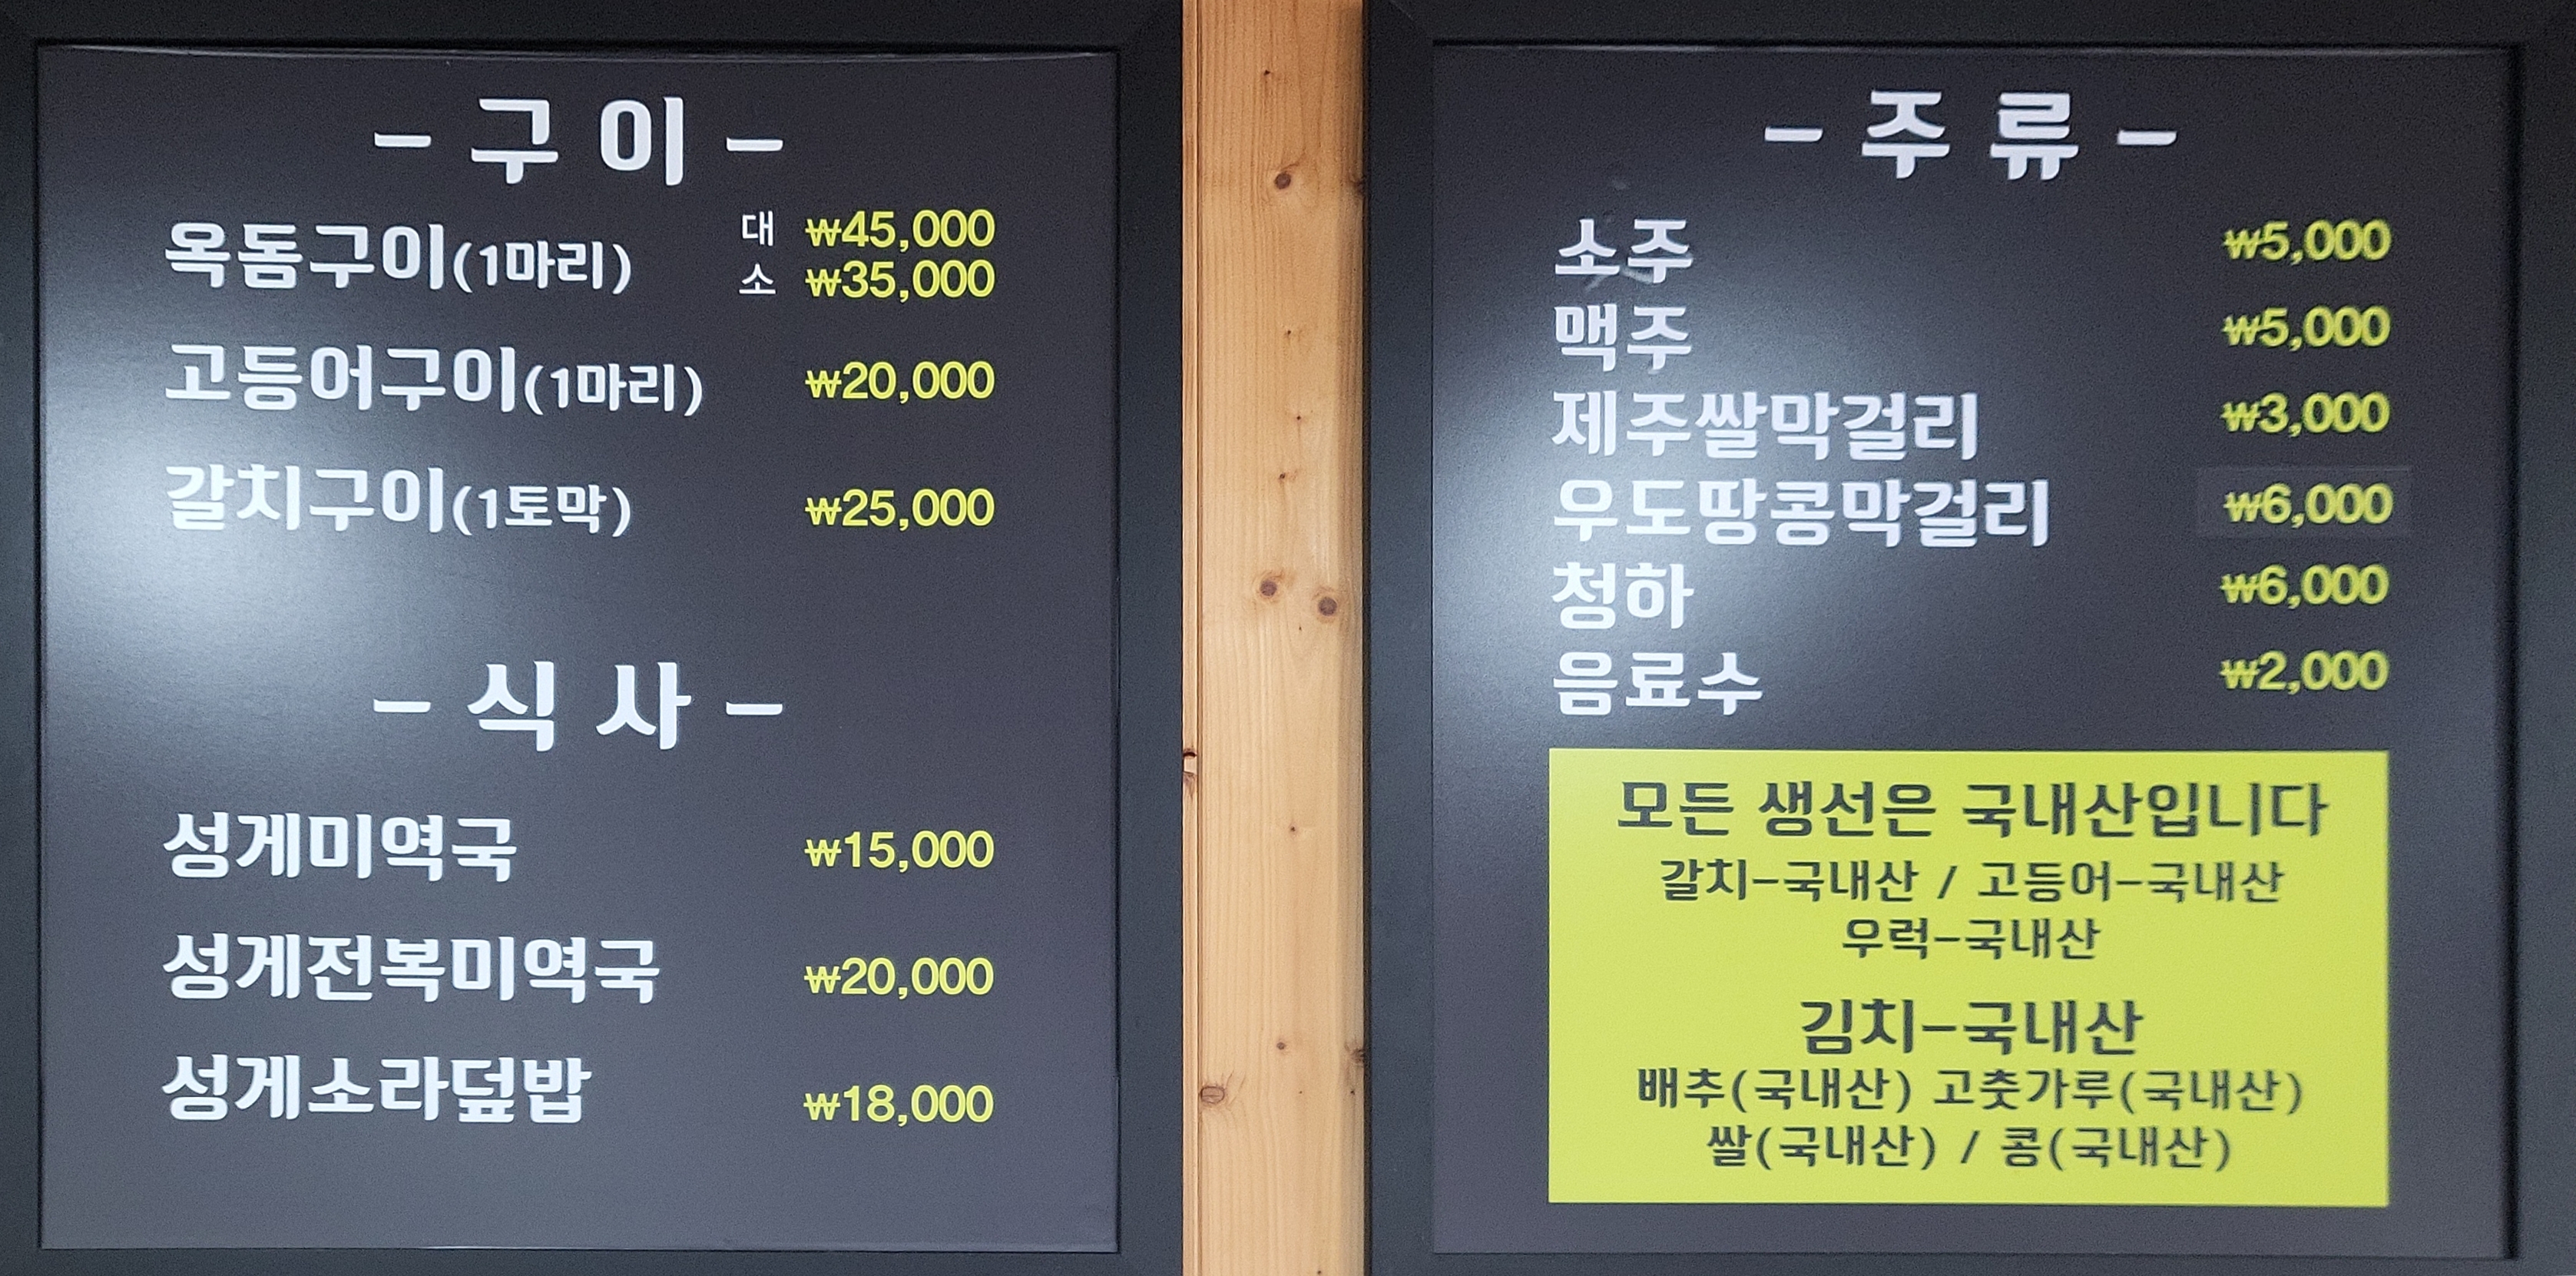 - 구 이 -
옥돔구이(1마리) 대 ₩45,000
소 ₩35,000
고등어구이(1마리) ₩20,000
갈치구이(1토막) ₩25,000
- 식 사 -
성게미역국 ₩15,000
성게전복미역국 ₩20,000
성게소라덮밥 ₩18,000
- 주 류 -
소주 ₩5,000
맥주 ₩5,000
제주쌀막걸리 ₩3,000
우도땅콩막걸리 ₩6,000
청하 ₩6,000
음료수 ₩2,000
모든 생선은 국내산입니다
갈치-국내산 / 고등어-국내산
우럭-국내산
김치-국내산
배추(국내산) 고춧가루(국내산)
쌀(국내산) / 콩(국내산)